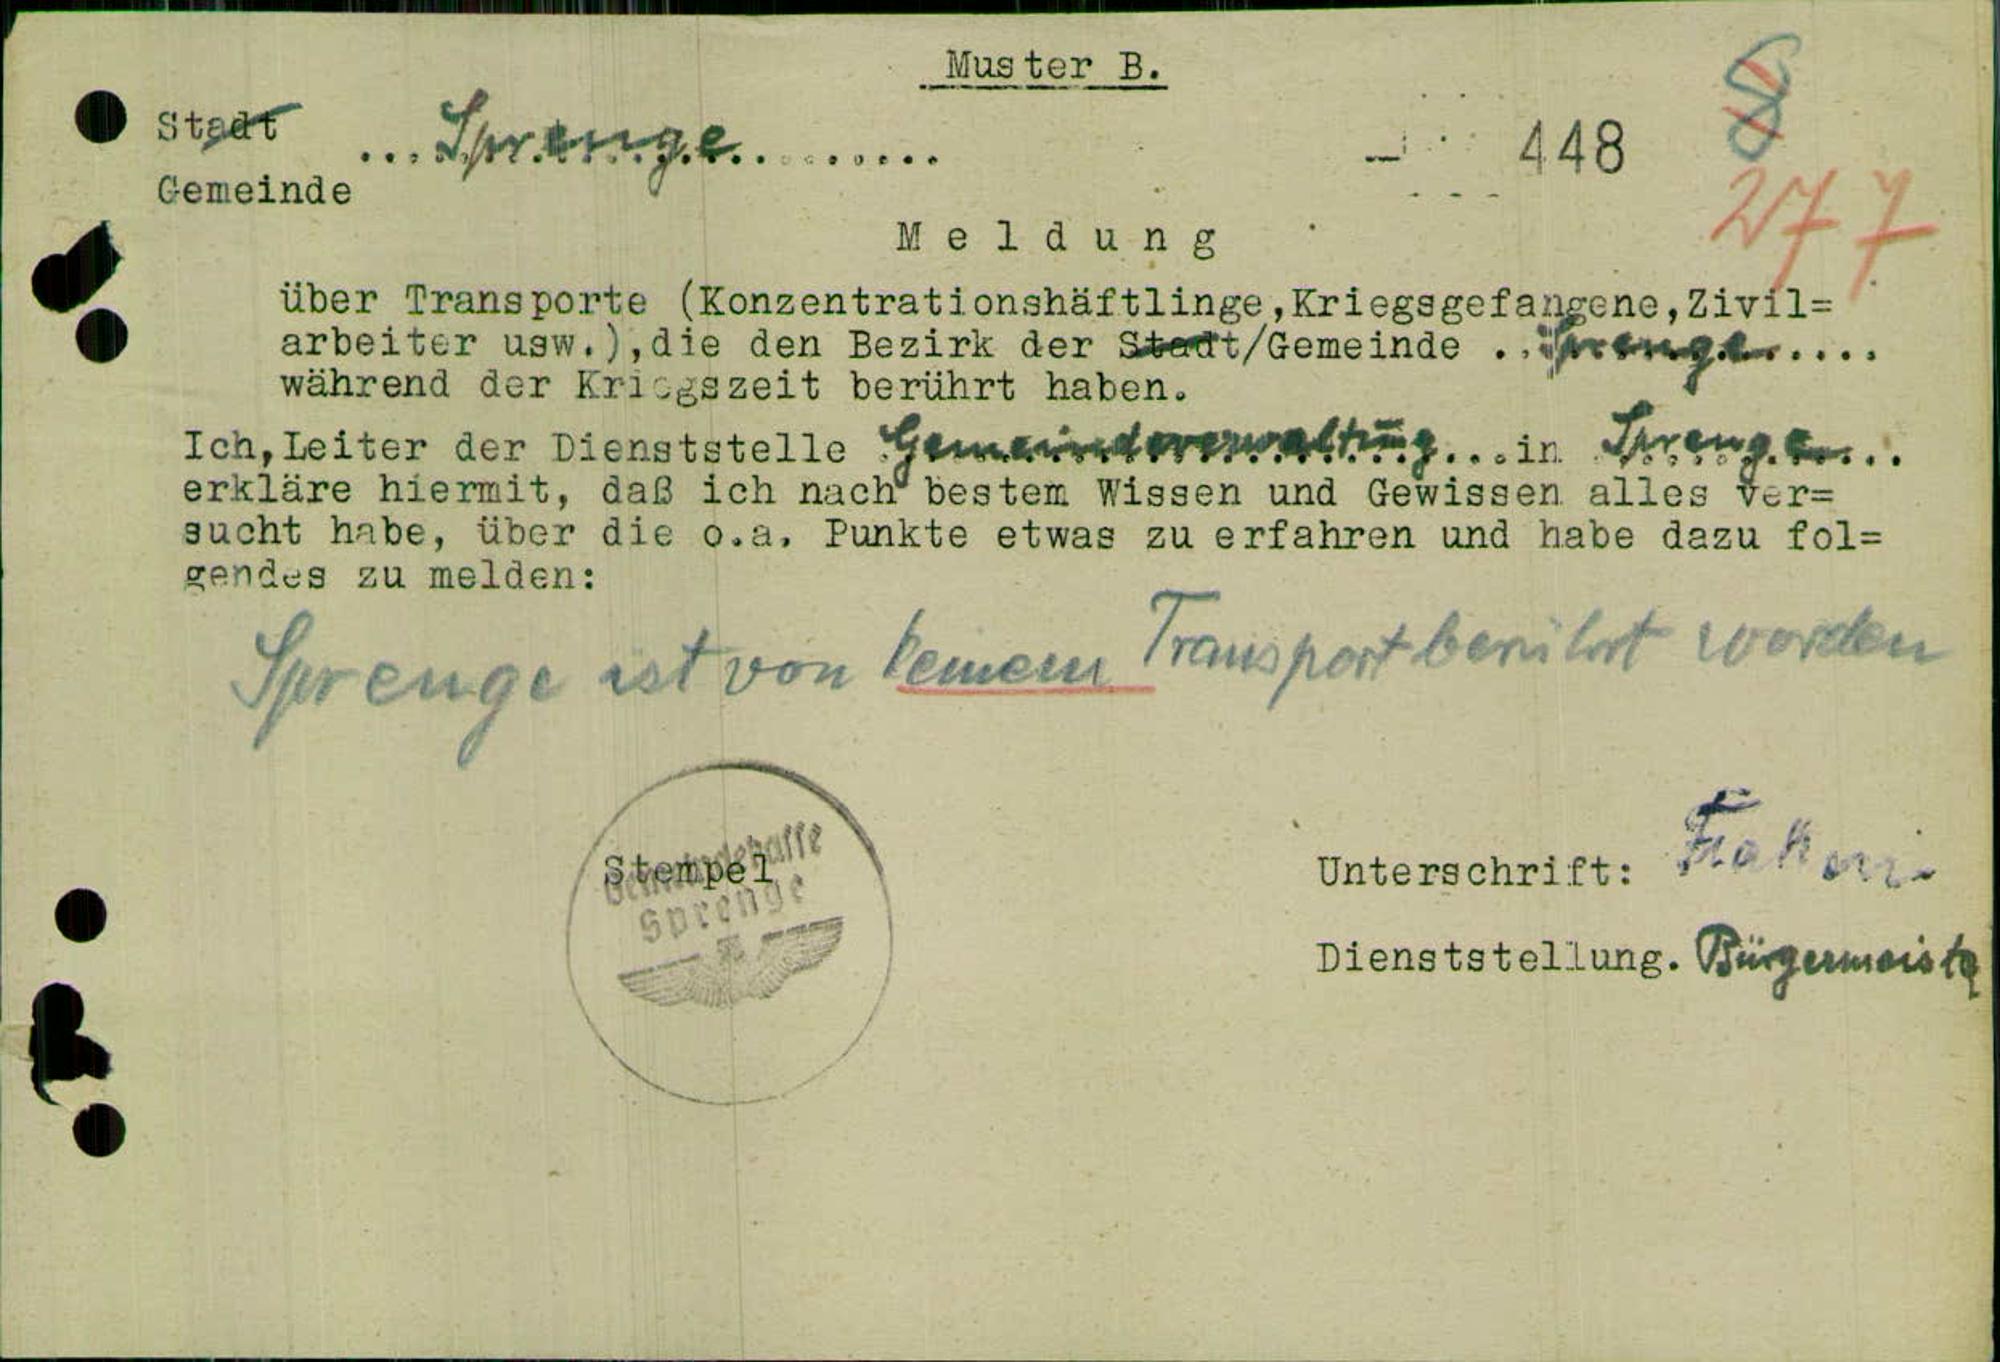 Muster B.
Stadt
Sprenge
448
8
Gemeinde
277
Meldung
über Transporte (Konzentrationshäftlinge,Kriegsgefangene,Zivil=
arbeiter usw.),die den Bezirk der Stadt/Gemeinde ..Sprenge.....
während der Kriegszeit berührt haben.
Ich,Leiter der Dienststelle Gemeindeverwaltung...in Sprenge....
erkläre hiermit, daß ich nach bestem Wissen und Gewissen alles ver=
sucht habe, über die o.a. Punkte etwas zu erfahren und habe dazu fol=
gendes zu melden:
Sprenge ist von keinem Transport berührt worden
Gemeindekasse
Stempel
Sprenge
Unterschrift:
Dienststellung. Bürgermeister